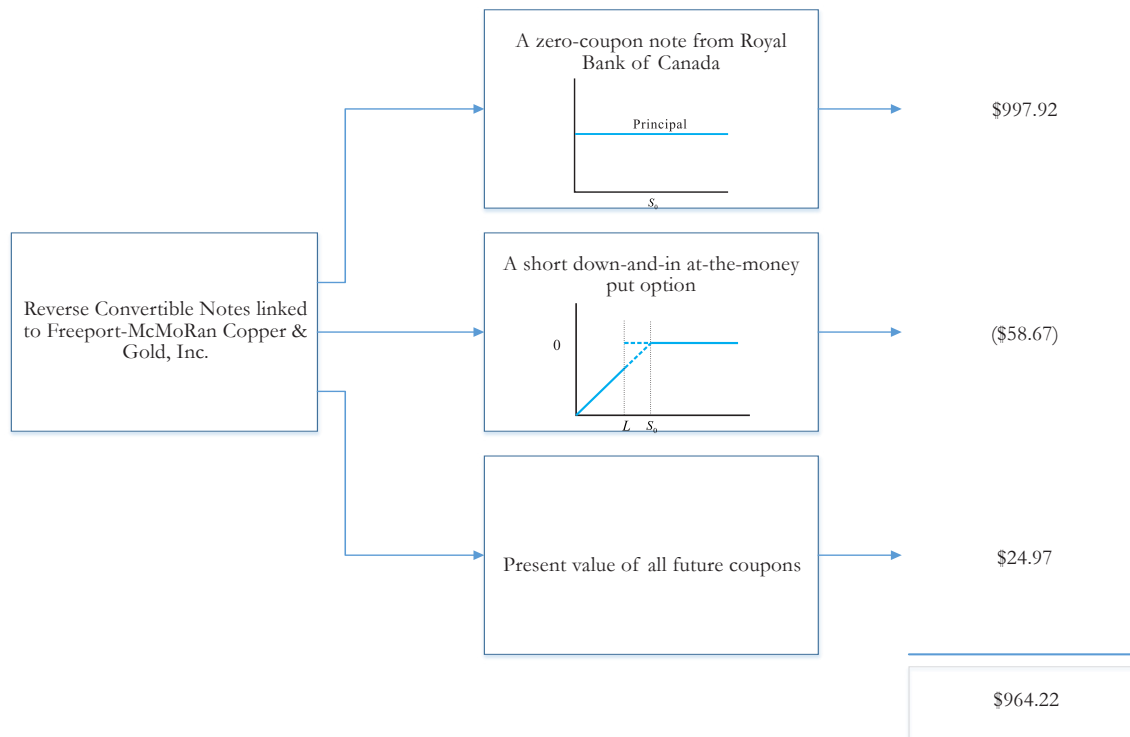 A zero-coupon note from Royal
Bank of Canada
Principal
S₀
$997.92
Reverse Convertible Notes linked
to Freeport-McMoRan Copper &
Gold, Inc.
A short down-and-in at-the-money
put option
0
L S₀
($58.67)
Present value of all future coupons
$24.97
$964.22